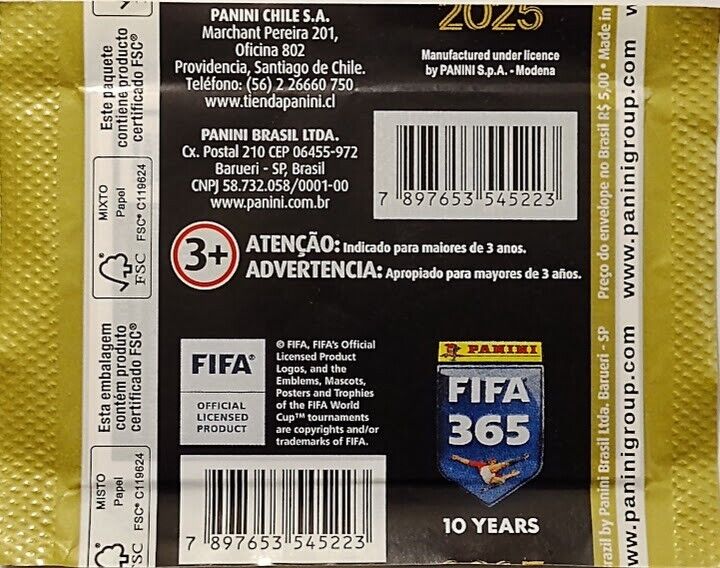 PANINI CHILE S.A.
Marchant Pereira 201,
Oficina 802
Providencia, Santiago de Chile.
Teléfono: (56) 2 26660 750
www.tiendapanini.cl
PANINI BRASIL LTDA.
Cx. Postal 210 CEP 06455-972
Barueri - SP, Brasil
CNPJ 58.732.058/0001-00
www.panini.com.br
2025
Manufactured under licence
by PANINI S.p.A. - Modena
7 897653 545223
3+
ATENÇÃO: Indicado para maiores de 3 anos.
ADVERTENCIA: Apropiado para mayores de 3 años.
FIFA®
OFFICIAL
LICENSED
PRODUCT
© FIFA, FIFA's Official
Licensed Product
Logos, and the
Emblems, Mascots,
Posters and Trophies
of the FIFA World
Cup™ tournaments
are copyrights and/or
trademarks of FIFA.
PANINI
FIFA
365
10 YEARS
7 897653 545223
Este paquete
contiene producto
certificado FSC®
MIXTO
Papel
FSC® C119624
FSC
Esta embalagem
contém produto
certificado FSC®
MISTO
Papel
FSC® C119624
FSC
Panini Brasil Ltda. Barueri - SP
Preço do envelope no Brasil R$ 5,00 • Made in
www.paninigroup.com
www.paninigroup.com